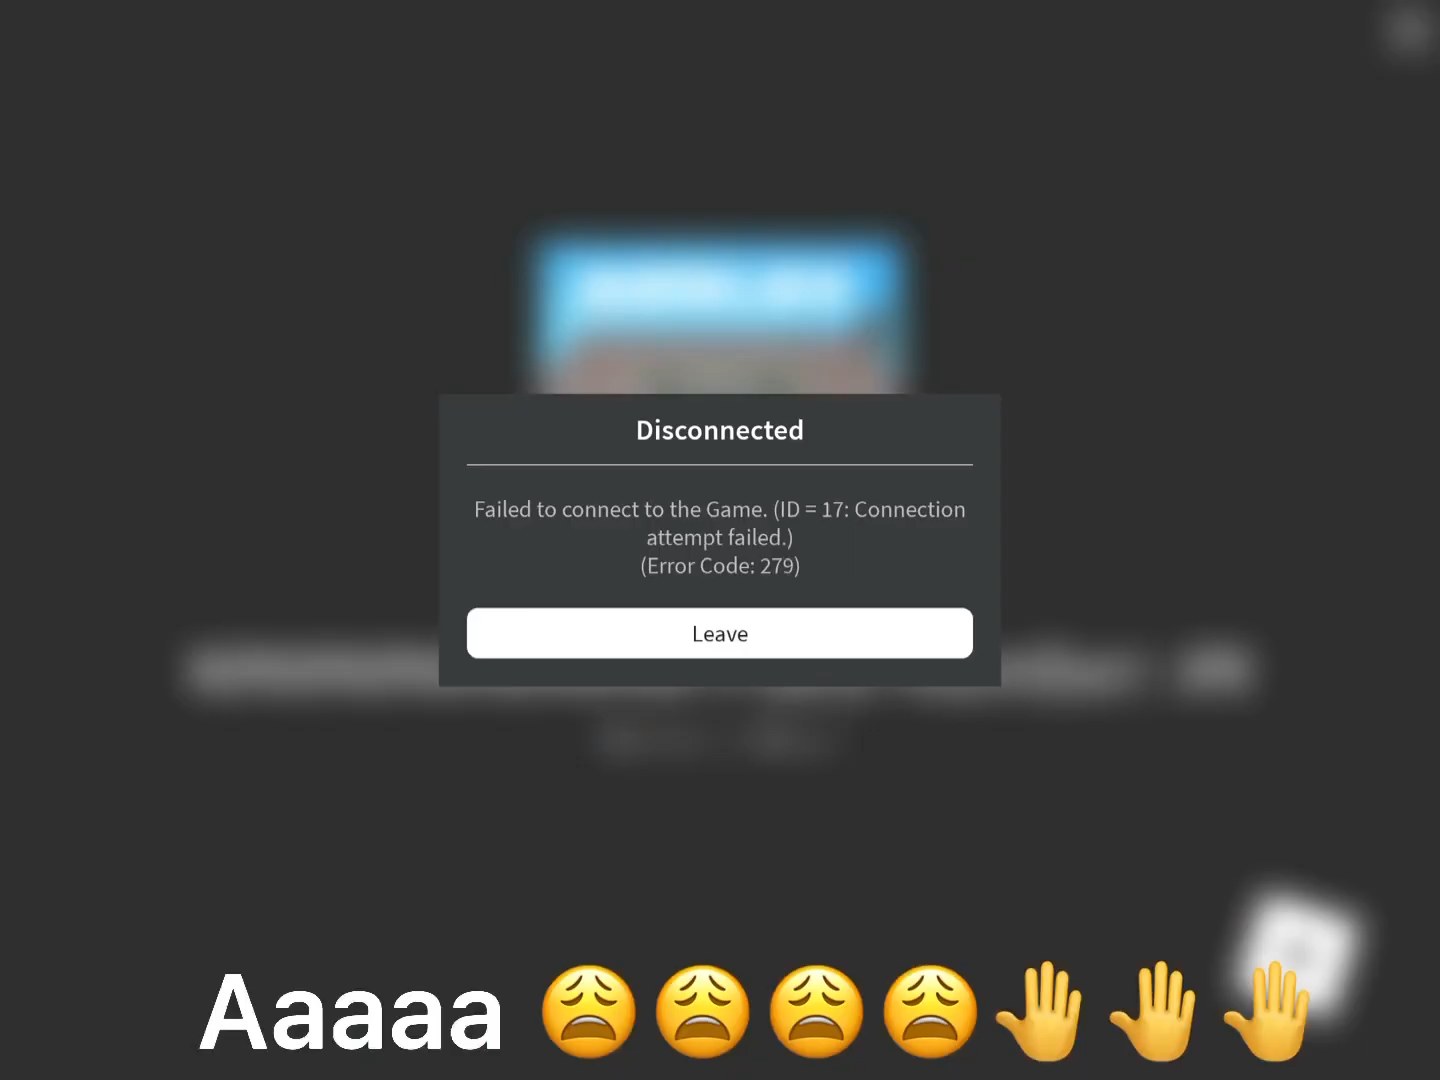 Disconnected
Failed to connect to the Game. (ID = 17: Connection
attempt failed.)
(Error Code: 279)
Leave
Aaaaa 😩😩😩😩🤚🤚🤚